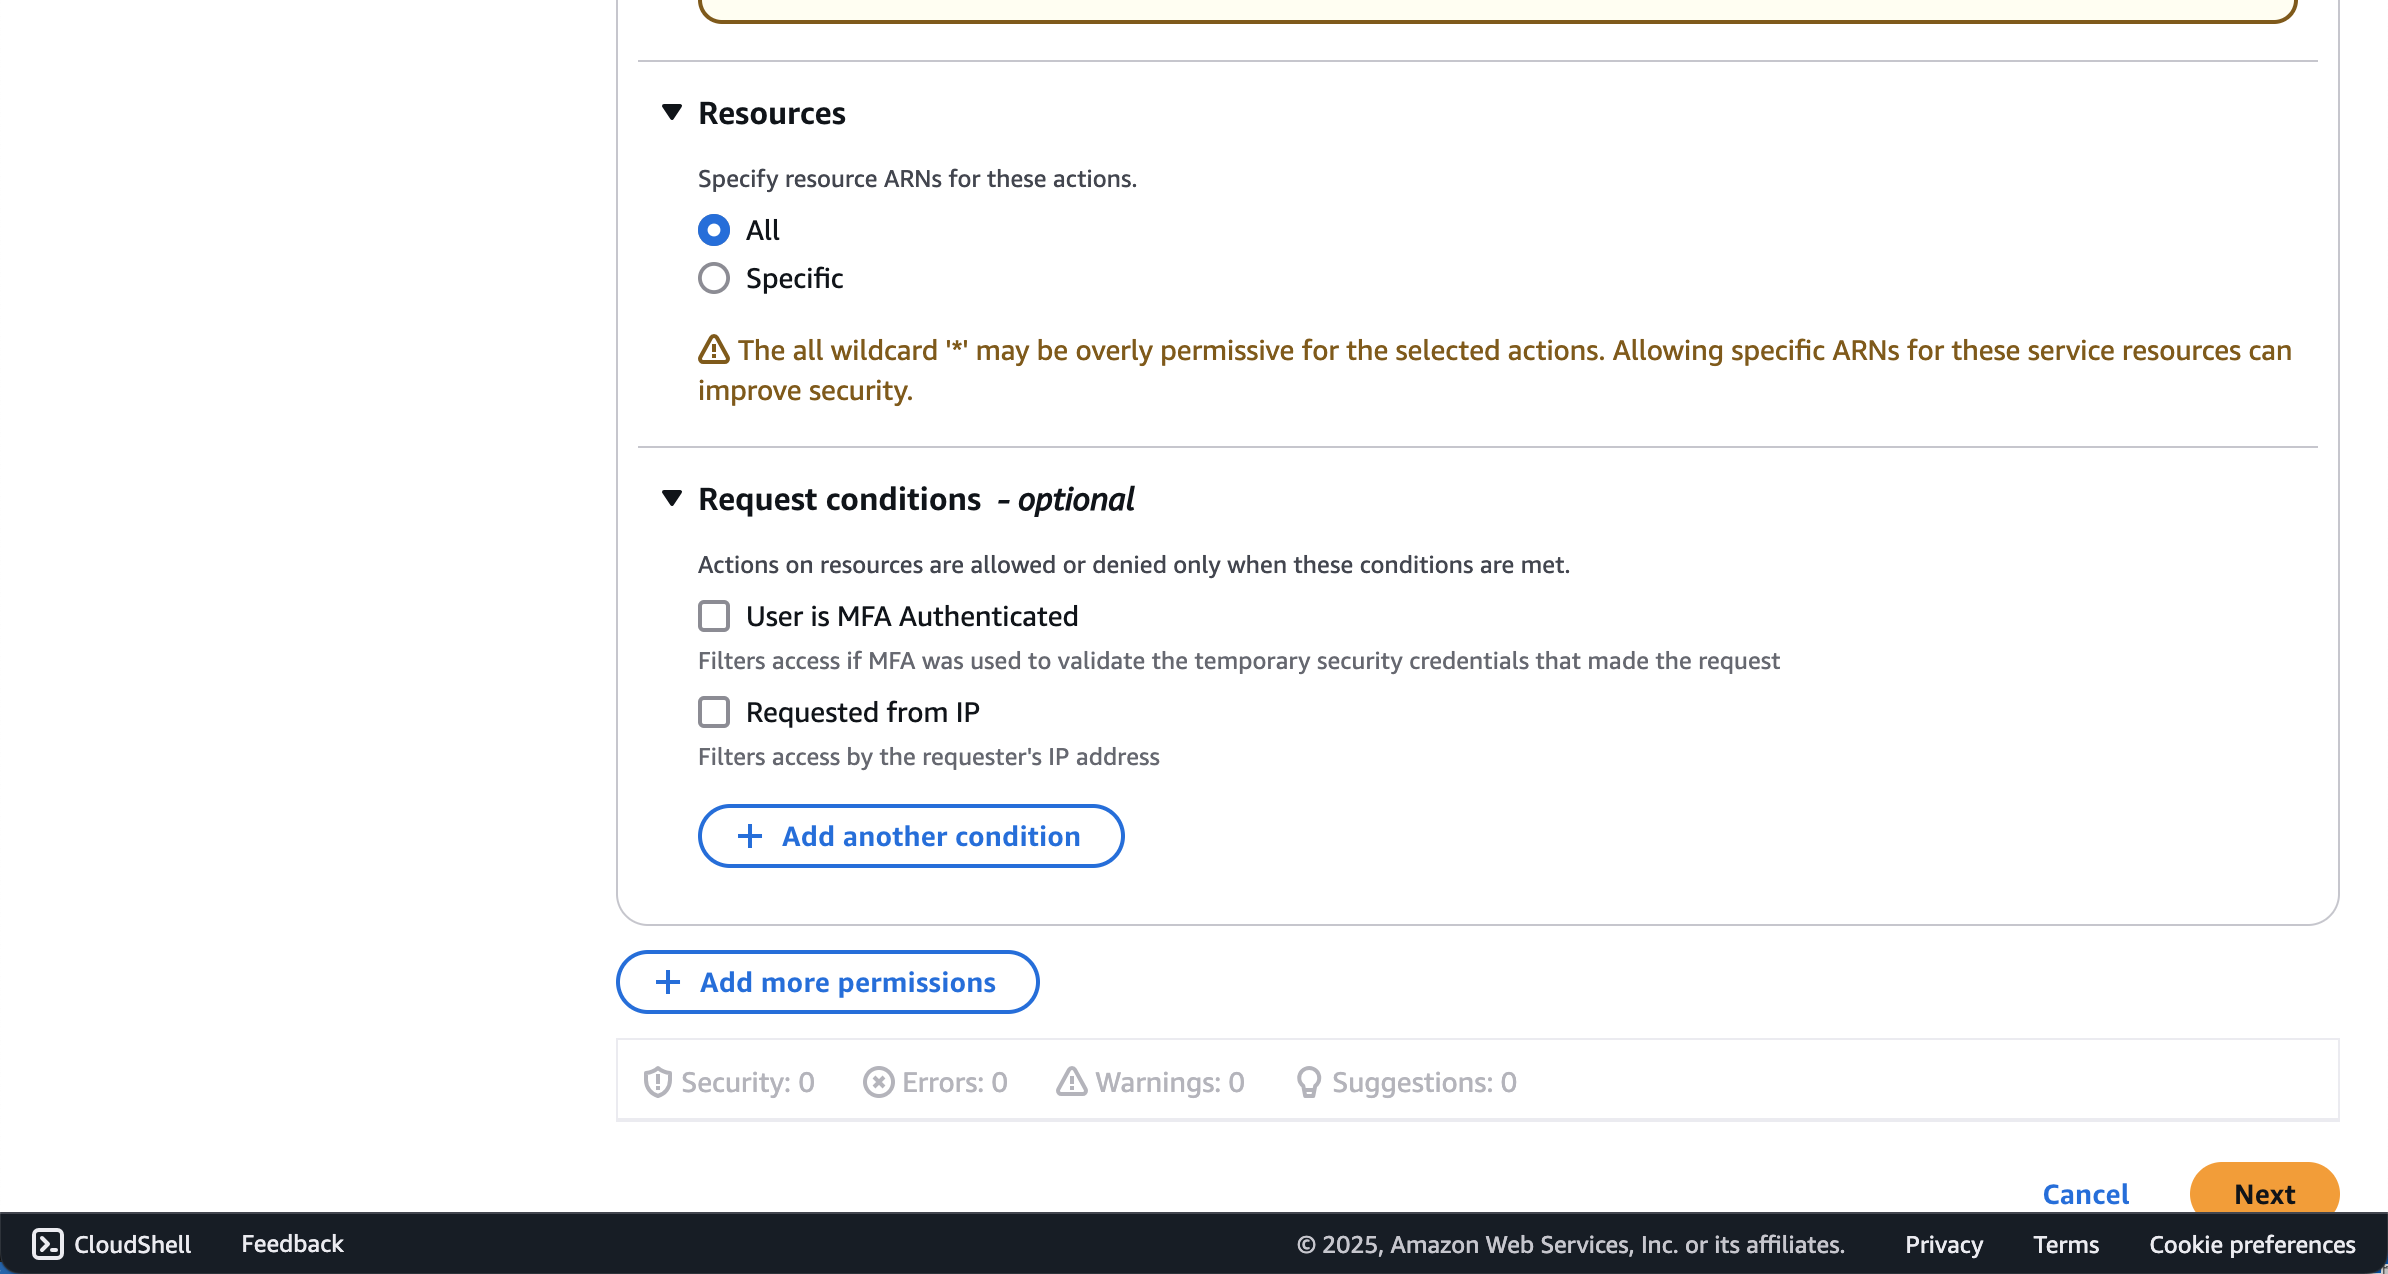 Resources
Specify resource ARNs for these actions.
All
Specific
The all wildcard '*' may be overly permissive for the selected actions. Allowing specific ARNs for these service resources can
improve security.
Request conditions - optional
Actions on resources are allowed or denied only when these conditions are met.
User is MFA Authenticated
Filters access if MFA was used to validate the temporary security credentials that made the request
Requested from IP
Filters access by the requester's IP address
Add another condition
Add more permissions
Security: 0 Errors: 0 Warnings: 0 Suggestions: 0
Cancel Next
CloudShell Feedback © 2025, Amazon Web Services, Inc. or its affiliates. Privacy Terms Cookie preferences